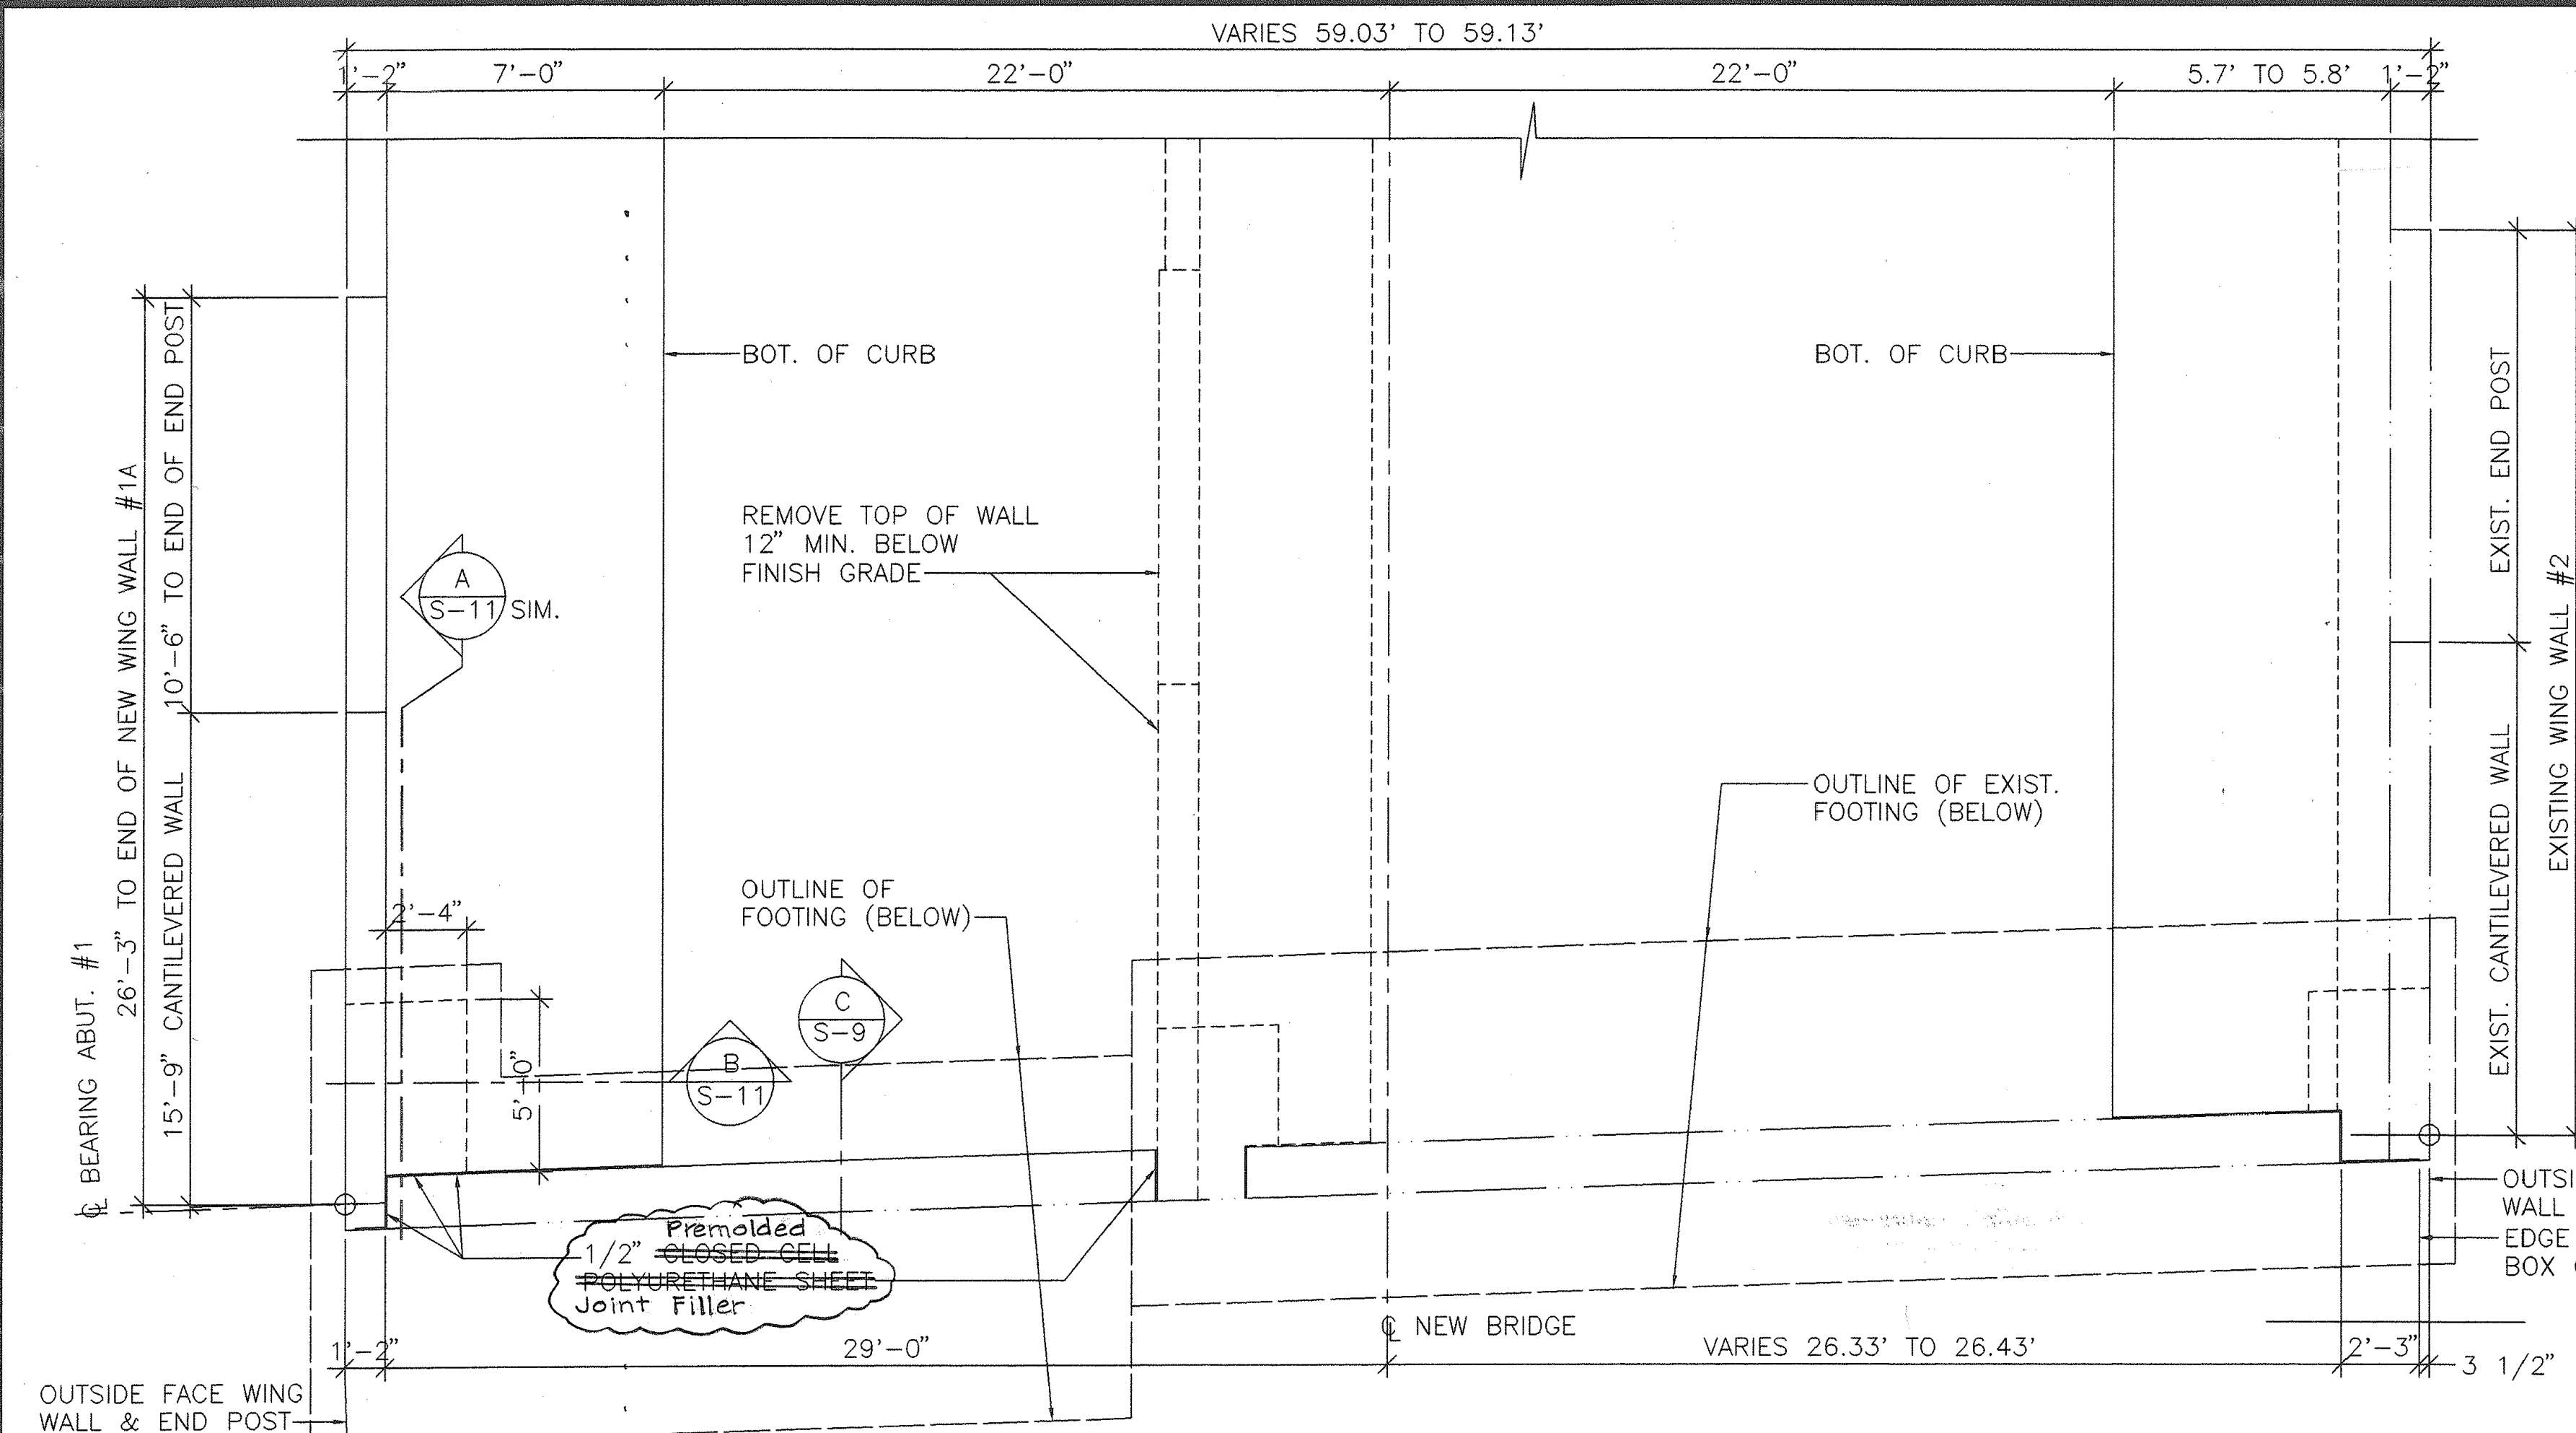 VARIES 59.03' TO 59.13'
1'-2" 7'-0" 22'-0" 22'-0" 5.7' TO 5.8' 1'-2"
BOT. OF CURB
BOT. OF CURB
REMOVE TOP OF WALL
12" MIN. BELOW
FINISH GRADE
A
S-11 SIM.
OUTLINE OF EXIST.
FOOTING (BELOW)
OUTLINE OF
FOOTING (BELOW)
2'-4"
C
S-9
B
S-11
5'-0"
℄ BEARING ABUT. #1
26'-3" TO END OF NEW WING WALL #1A
15'-9" CANTILEVERED WALL
10'-6" TO END OF END POST
EXIST. END POST
EXIST. CANTILEVERED WALL
EXISTING WING WALL #2
Premolded
1/2" CLOSED CELL
POLYURETHANE SHEET
Joint Filler
OUTSI
WALL
EDGE
BOX
℄ NEW BRIDGE
1'-2" 29'-0" VARIES 26.33' TO 26.43' 2'-3" 3 1/2"
OUTSIDE FACE WING
WALL & END POST